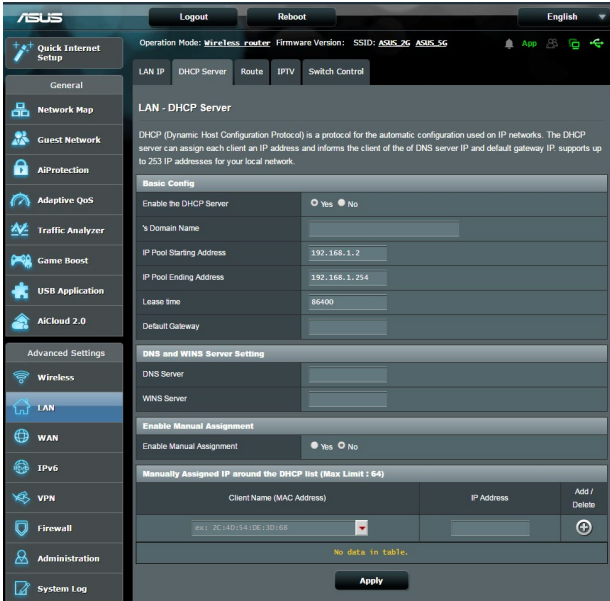 ASUS
Logout
Reboot
English
Quick Internet Setup
Operation Mode: Wireless router Firmware Version: SSID: ASUS_2G ASUS_5G
App
General
Network Map
Guest Network
AiProtection
Adaptive QoS
Traffic Analyzer
Game Boost
USB Application
AiCloud 2.0
Advanced Settings
Wireless
LAN
WAN
IPv6
VPN
Firewall
Administration
System Log
LAN IP
DHCP Server
Route
IPTV
Switch Control
LAN - DHCP Server
DHCP (Dynamic Host Configuration Protocol) is a protocol for the automatic configuration used on IP networks. The DHCP
server can assign each client an IP address and informs the client of the of DNS server IP and default gateway IP. supports up
to 253 IP addresses for your local network.
Basic Config
Enable the DHCP Server Yes No
's Domain Name
IP Pool Starting Address 192.168.1.2
IP Pool Ending Address 192.168.1.254
Lease time 86400
Default Gateway
DNS and WINS Server Setting
DNS Server
WINS Server
Enable Manual Assignment
Enable Manual Assignment Yes No
Manually Assigned IP around the DHCP list (Max Limit : 64)
Client Name (MAC Address) IP Address Add / Delete
ex: 2C:4D:54:DE:3D:68
No data in table.
Apply